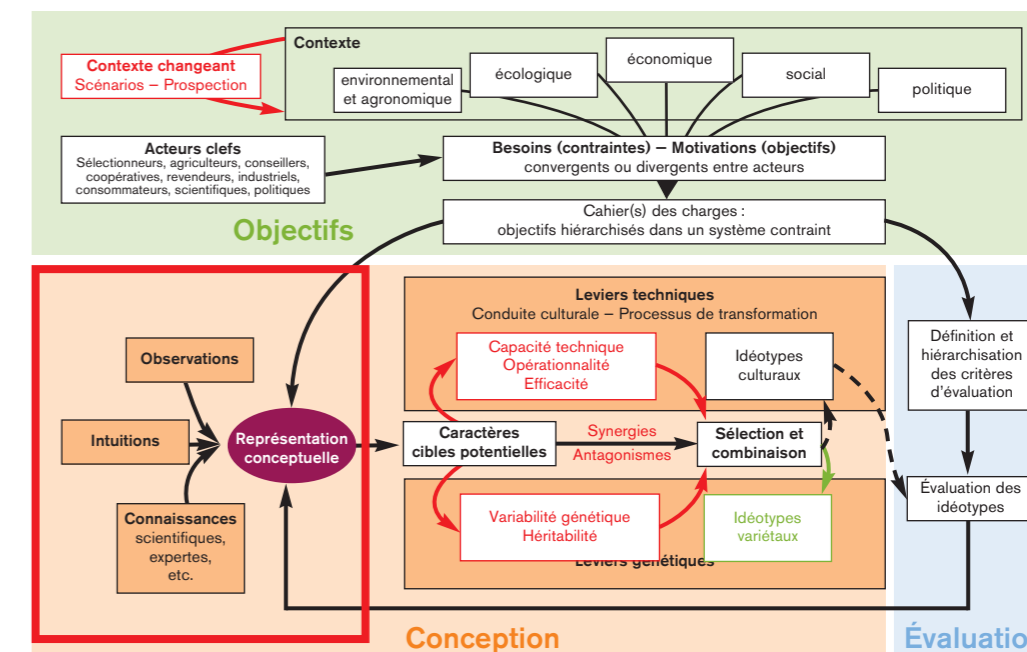 Contexte
Contexte changeant
Scénarios – Prospection
environnemental
et agronomique
écologique
économique
social
politique
Acteurs clefs
Sélectionneurs, agriculteurs, conseillers,
coopératives, revendeurs, industriels,
consommateurs, scientifiques, politiques
Besoins (contraintes) – Motivations (objectifs)
convergents ou divergents entre acteurs
Objectifs
Cahier(s) des charges :
objectifs hiérarchisés dans un système contraint
Observations
Intuitions
Connaissances
scientifiques,
expertes,
etc.
Représentation
conceptuelle
Leviers techniques
Conduite culturale – Processus de transformation
Capacité technique
Opérationnalité
Efficacité
Idéotypes
culturaux
Caractères
cibles potentielles
Synergies
Antagonismes
Sélection et
combinaison
Variabilité génétique
Héritabilité
Idéotypes
variétaux
Leviers génétiques
Définition et
hiérarchisation
des critères
d'évaluation
Évaluation des
idéotypes
Conception
Évaluatio